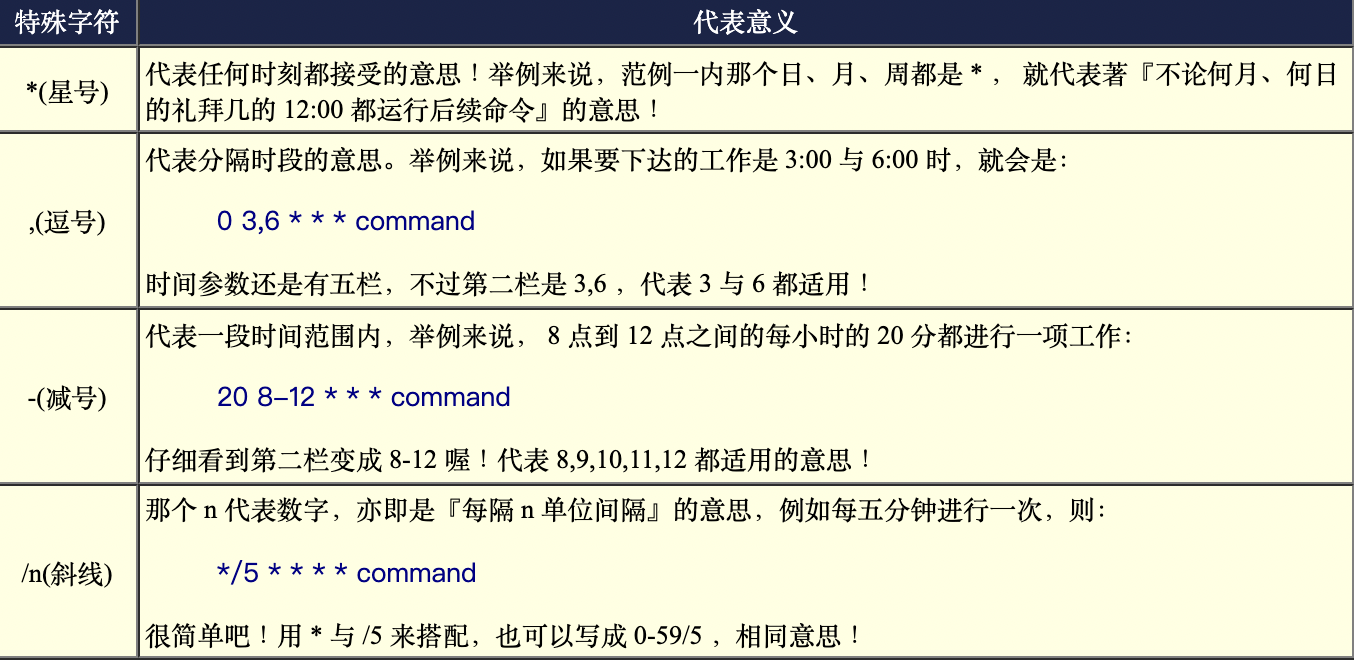 特殊字符 代表意义
*(星号) 代表任何时刻都接受的意思！举例来说，范例一内那个日、月、周都是 * ， 就代表著『不论何月、何日
的礼拜几的 12:00 都运行后续命令』的意思！
代表分隔时段的意思。举例来说，如果要下达的工作是 3:00 与 6:00 时，就会是：
,(逗号) 0 3,6 * * * command
时间参数还是有五栏，不过第二栏是 3,6 ，代表 3 与 6 都适用！
代表一段时间范围内，举例来说， 8 点到 12 点之间的每小时的 20 分都进行一项工作：
-(减号) 20 8-12 * * * command
仔细看到第二栏变成 8-12 喔！代表 8,9,10,11,12 都适用的意思！
那个 n 代表数字，亦即是『每隔 n 单位间隔』的意思，例如每五分钟进行一次，则：
/n(斜线) */5 * * * * command
很简单吧！用 * 与 /5 来搭配，也可以写成 0-59/5 ，相同意思！